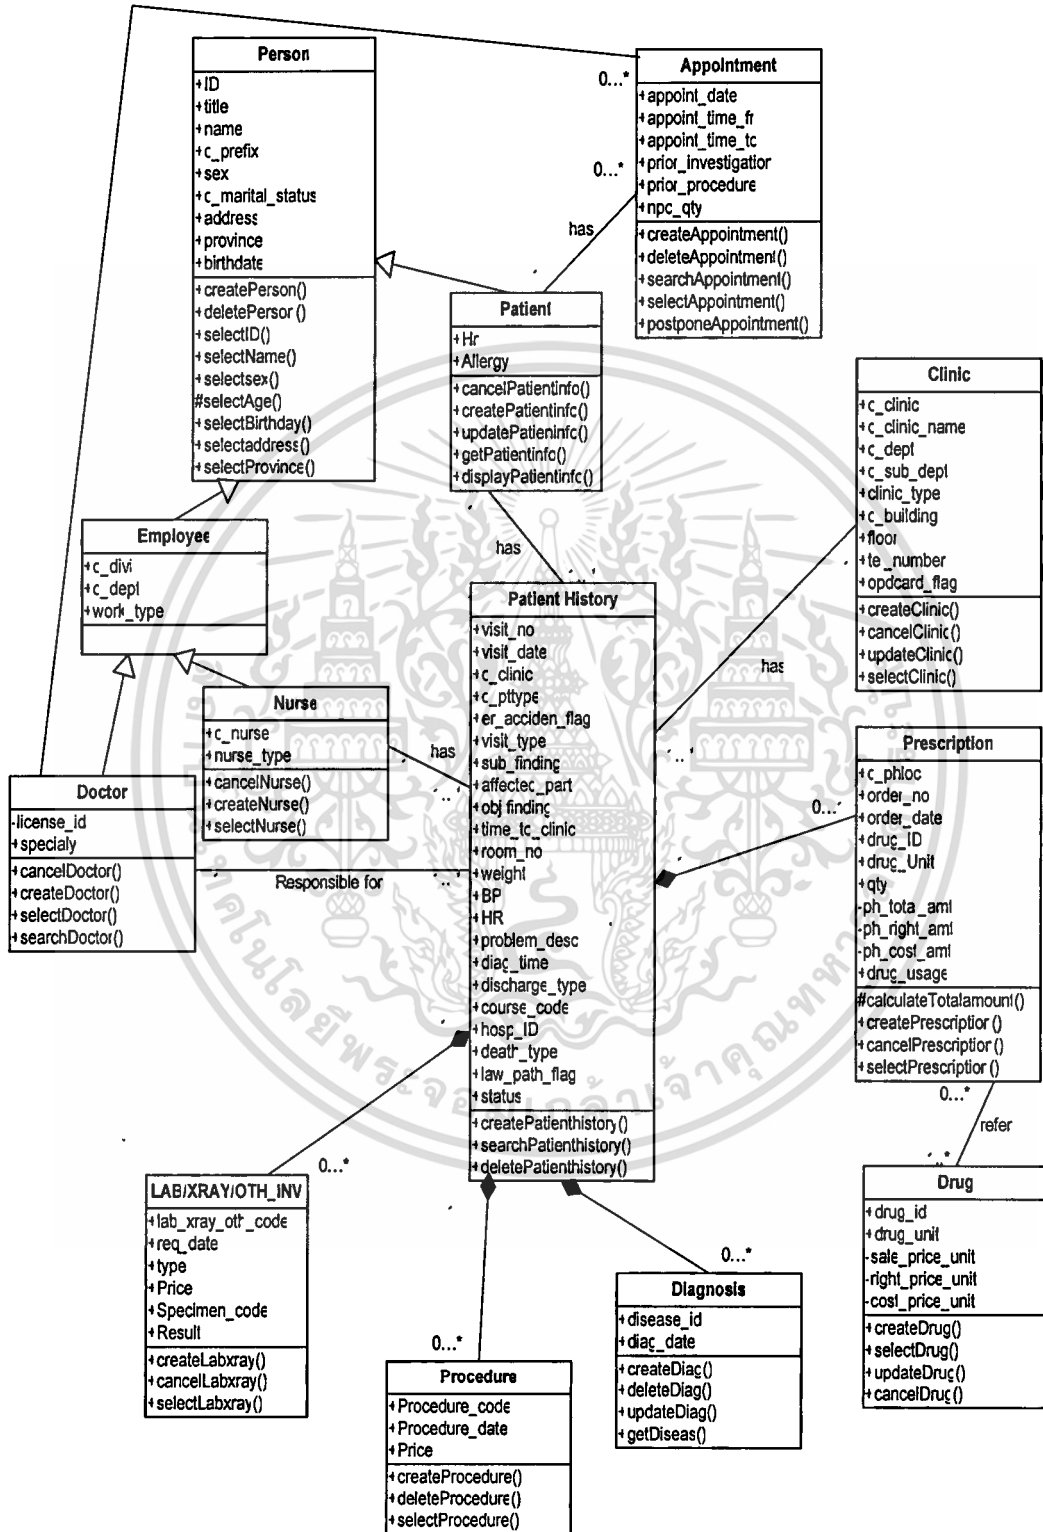 Person
+ID
+title
+name
+c_prefix
+sex
+c_marital_status
+address
+province
+birthdate
+createPerson()
+deletePerson()
+selectID()
+selectName()
+selectsex()
#selectAge()
+selectBirthday()
+selectaddress()
+selectProvince()
Appointment
+appoint_date
+appoint_time_fr
+appoint_time_to
+prior_investigation
+prior_procedure
+npc_qty
+createAppointment()
+deleteAppointment()
+searchAppointment()
+selectAppointment()
+postponeAppointment()
0...*
0...*
has
Patient
+Hr
+Allergy
+cancelPatientinfo()
+createPatientinfo()
+updatePatieninfo()
+getPatientinfo()
+displayPatientinfo()
Clinic
+c_clinic
+c_clinic_name
+c_dept
+c_sub_dept
+clinic_type
+c_building
+floor
+te_number
+opdcard_flag
+createClinic()
+cancelClinic()
+updateClinic()
+selectClinic()
Employee
+c_divi
+c_dept
+work_type
has
has
Patient History
+visit_no
+visit_date
+c_clinic
+c_pttype
+er_acciden_flag
+visit_type
+sub_finding
+affected_part
+obj finding
+time_to_clinic
+room_no
+weight
+BP
+HR
+problem_desc
+diag_time
+discharge_type
+course_code
+hosp_ID
+death_type
+law_path_flag
+status
+createPatienthistory()
+searchPatienthistory()
+deletePatienthistory()
Nurse
+c_nurse
+nurse_type
+cancelNurse()
+createNurse()
+selectNurse()
has
Doctor
-license_id
+specialy
+cancelDoctor()
+createDoctor()
+selectDoctor()
+searchDoctor()
Responsible for
Prescription
+c_phloc
+order_no
+order_date
+drug_ID
+drug_Unit
+qty
-ph_tota_amt
-ph_right_amt
-ph_cost_amt
+drug_usage
#calculateTotalamount()
+createPrescription()
+cancelPrescription()
+selectPrescription()
0...*
0...*
refer
Drug
+drug_id
+drug_unit
-sale_price_unit
-right_price_unit
-cost_price_unit
+createDrug()
+selectDrug()
+updateDrug()
+cancelDrug()
0...*
LAB/XRAY/OTH_INV
+lab_xray_oth_code
+req_date
+type
+Price
+Specimen_code
+Result
+createLabxray()
+cancelLabxray()
+selectLabxray()
0...*
Procedure
+Procedure_code
+Procedure_date
+Price
+createProcedure()
+deleteProcedure()
+selectProcedure()
0...*
Diagnosis
+disease_id
+diag_date
+createDiag()
+deleteDiag()
+updateDiag()
+getDiseas()